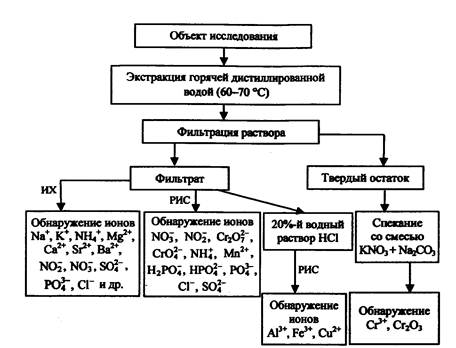 Объект исследования
Экстракция горячей дистиллированной
водой (60–70 °C)
Фильтрация раствора
Фильтрат
Твердый остаток
ИХ
РИС
Обнаружение ионов
Na⁺, K⁺, NH₄⁺, Mg²⁺,
Ca²⁺, Sr²⁺, Ba²⁺,
NO₂⁻, NO₃⁻, SO₄²⁻,
PO₄³⁻, Cl⁻ и др.
Обнаружение ионов
NO₃⁻, NO₂⁻, Cr₂O₇²⁻,
CrO₄²⁻, NH₄⁺, Mn²⁺,
H₂PO₄⁻, HPO₄²⁻, PO₄³⁻,
Cl⁻, SO₄²⁻
20%-й водный
раствор HCl
Спекание
со смесью
KNO₃ + Na₂CO₃
РИС
Обнаружение
ионов
Al³⁺, Fe³⁺, Cu²⁺
Обнаружение
Cr³⁺, Cr₂O₃